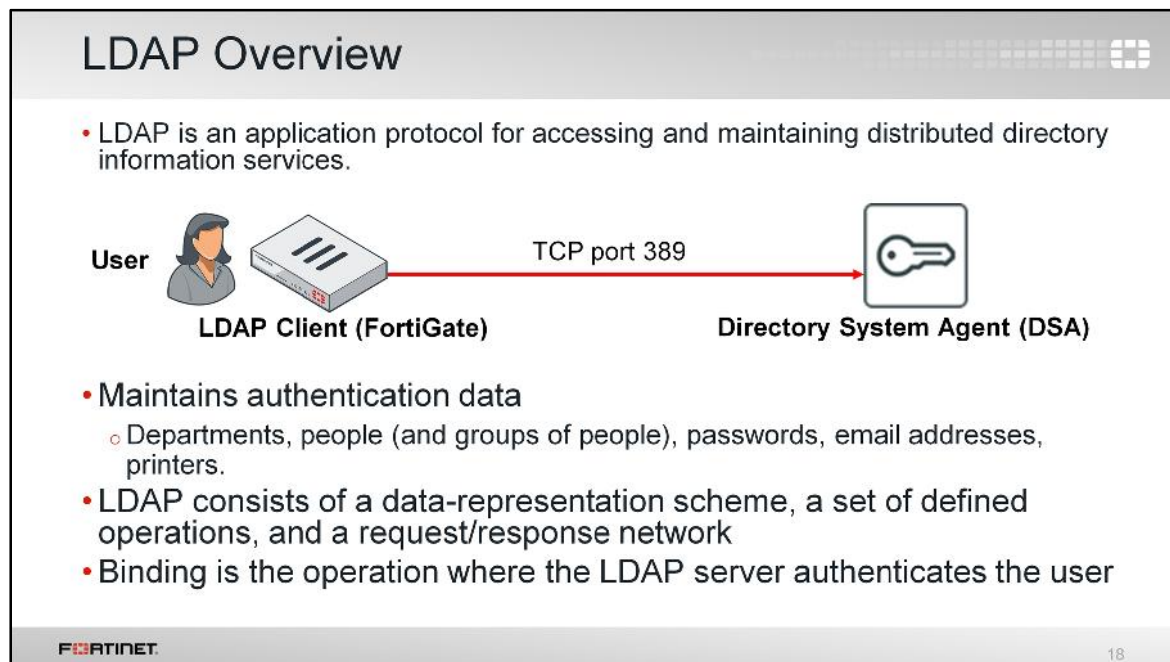 LDAP Overview
• LDAP is an application protocol for accessing and maintaining distributed directory
information services.
User
TCP port 389
LDAP Client (FortiGate)
Directory System Agent (DSA)
• Maintains authentication data
○ Departments, people (and groups of people), passwords, email addresses,
printers.
• LDAP consists of a data-representation scheme, a set of defined
operations, and a request/response network
• Binding is the operation where the LDAP server authenticates the user
FORTINET
18